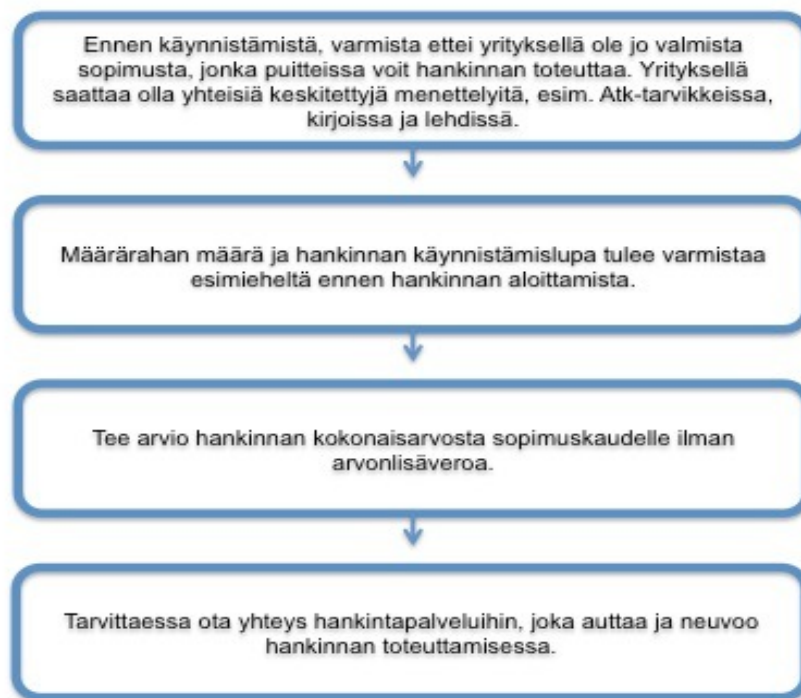 Ennen käynnistämistä, varmista ettei yrityksellä ole jo valmista
sopimusta, jonka puitteissa voit hankinnan toteuttaa. Yrityksellä
saattaa olla yhteisiä keskitettyjä menettelyitä, esim. Atk-tarvikkeissa,
kirjoissa ja lehdissä.
Määrärahan määrä ja hankinnan käynnistämislupa tulee varmistaa
esimieheltä ennen hankinnan aloittamista.
Tee arvio hankinnan kokonaisarvosta sopimuskaudelle ilman
arvonlisäveroa.
Tarvittaessa ota yhteys hankintapalveluihin, joka auttaa ja neuvoo
hankinnan toteuttamisessa.